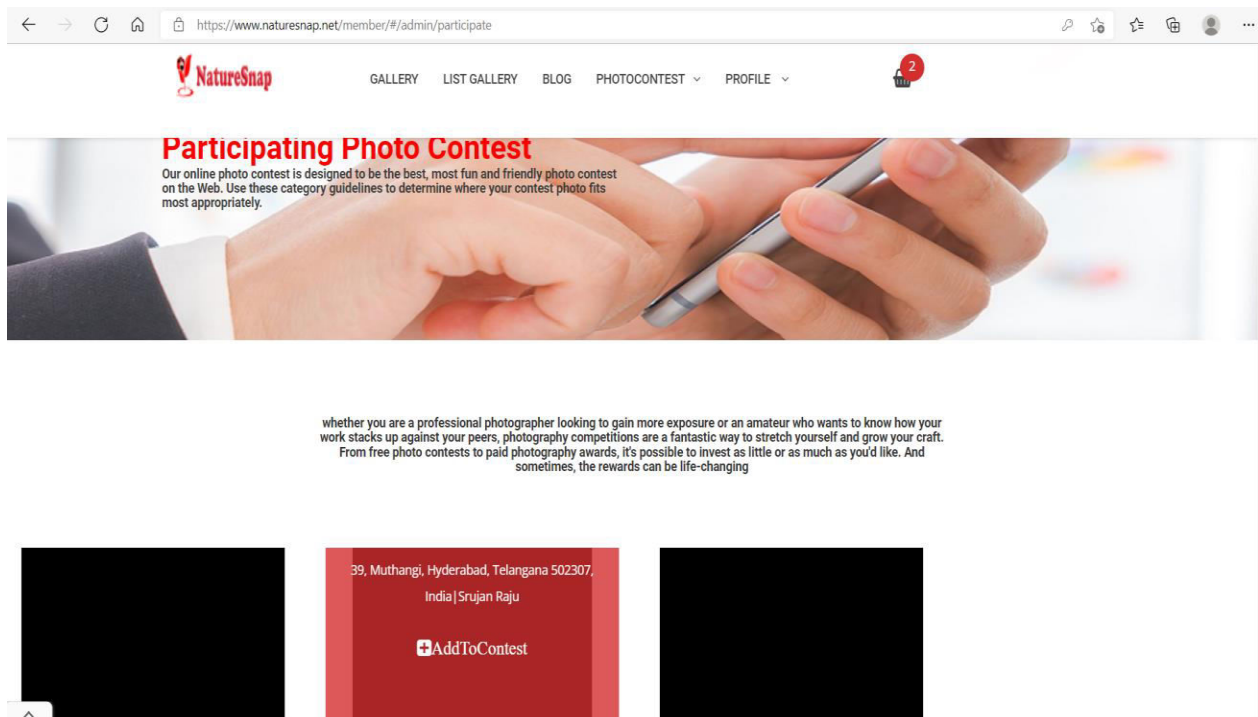 https://www.naturesnap.net/member/#/admin/participate
NatureSnap
GALLERY LIST GALLERY BLOG PHOTOCONTEST PROFILE
2
Participating Photo Contest
Our online photo contest is designed to be the best, most fun and friendly photo contest
on the Web. Use these category guidelines to determine where your contest photo fits
most appropriately.
whether you are a professional photographer looking to gain more exposure or an amateur who wants to know how your
work stacks up against your peers, photography competitions are a fantastic way to stretch yourself and grow your craft.
From free photo contests to paid photography awards, it's possible to invest as little or as much as you'd like. And
sometimes, the rewards can be life-changing
39, Muthangi, Hyderabad, Telangana 502307,
India|Srujan Raju
AddToContest